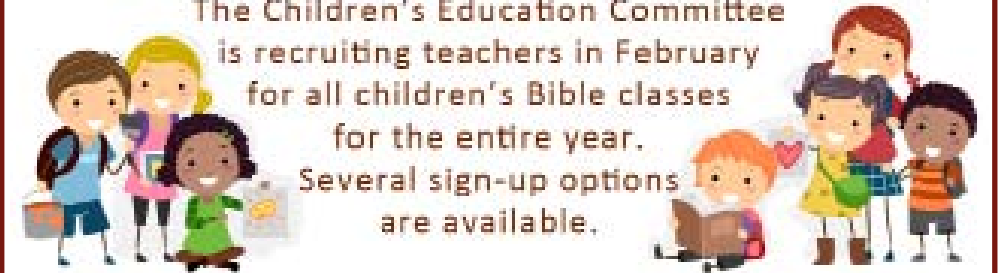 The Children's Education Committee
is recruiting teachers in February
for all children's Bible classes
for the entire year.
Several sign-up options
are available.